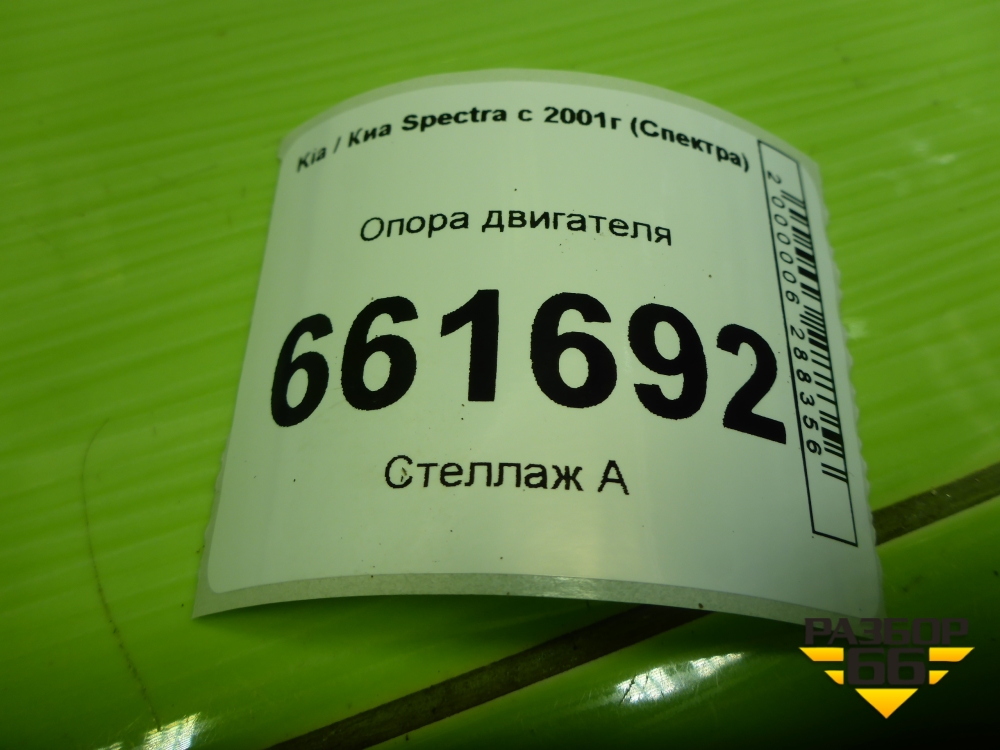 Kia / Киа Spectra с 2001г (Спектра)
Опора двигателя
661692
Стеллаж А
2000006288356
РАЗБОР
66